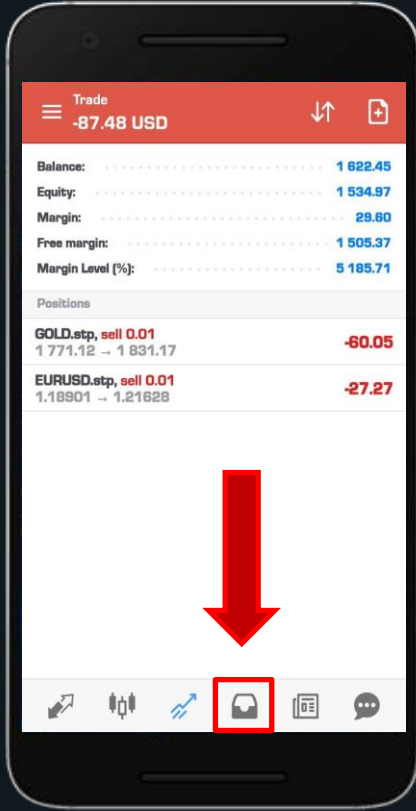 Trade
-87.48 USD
Balance: 1 622.45
Equity: 1 534.97
Margin: 29.60
Free margin: 1 505.37
Margin Level (%): 5 185.71
Positions
GOLD.stp, sell 0.01 -60.05
1 771.12 → 1 831.17
EURUSD.stp, sell 0.01 -27.27
1.18901 → 1.21628